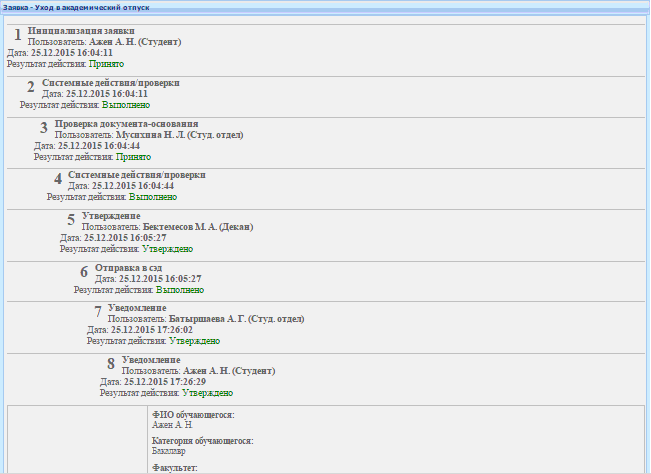 Заявка - Уход в академический отпуск
1 Инициализация заявки
Пользователь: Ажен А. Н. (Студент)
Дата: 25.12.2015 16:04:11
Результат действия: Принято
2 Системные действия/проверки
Дата: 25.12.2015 16:04:11
Результат действия: Выполнено
3 Проверка документа-основания
Пользователь: Мусихина Н. Л. (Студ. отдел)
Дата: 25.12.2015 16:04:44
Результат действия: Принято
4 Системные действия/проверки
Дата: 25.12.2015 16:04:44
Результат действия: Выполнено
5 Утверждение
Пользователь: Бектемесов М. А. (Декан)
Дата: 25.12.2015 16:05:27
Результат действия: Утверждено
6 Отправка в сэд
Дата: 25.12.2015 16:05:27
Результат действия: Выполнено
7 Уведомление
Пользователь: Батыршаева А. Г. (Студ. отдел)
Дата: 25.12.2015 17:26:02
Результат действия: Утверждено
8 Уведомление
Пользователь: Ажен А. Н. (Студент)
Дата: 25.12.2015 17:26:29
Результат действия: Утверждено
ФИО обучающегося:
Ажен А. Н.
Категория обучающегося:
Бакалавр
Факультет: